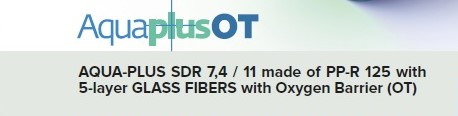 AquaplusOT
AQUA-PLUS SDR 7,4 / 11 made of PP-R 125 with
5-layer GLASS FIBERS with Oxygen Barrier (OT)